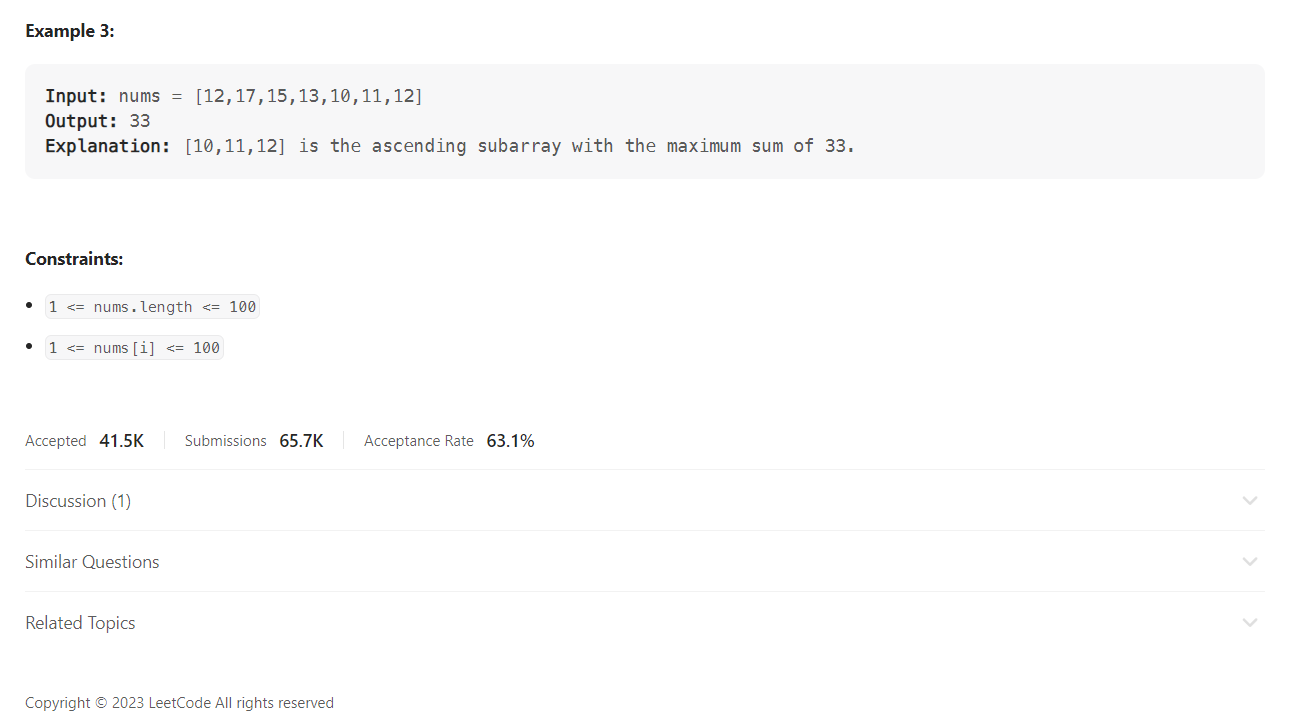 Example 3:
Input: nums = [12,17,15,13,10,11,12]
Output: 33
Explanation: [10,11,12] is the ascending subarray with the maximum sum of 33.
Constraints:
• 1 <= nums.length <= 100
• 1 <= nums[i] <= 100
Accepted 41.5K Submissions 65.7K Acceptance Rate 63.1%
Discussion (1)
Similar Questions
Related Topics
Copyright © 2023 LeetCode All rights reserved